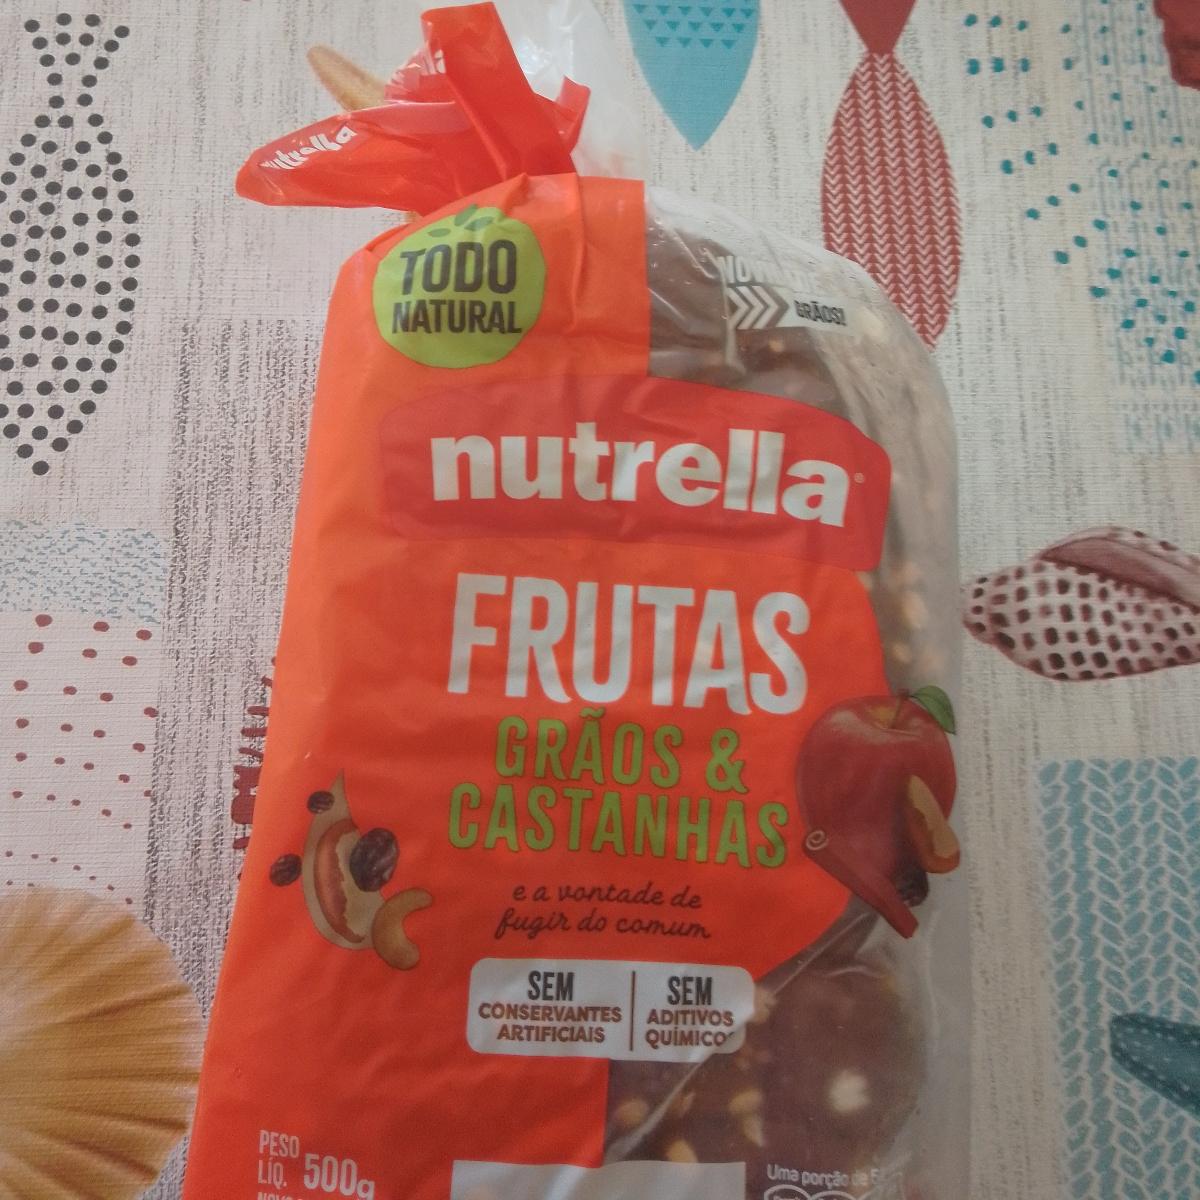 nutrella
TODO
NATURAL
GRÃOS!
nutrella
FRUTAS
GRÃOS &
CASTANHAS
e a vontade de
fugir do comum
SEM
CONSERVANTES
ARTIFICIAIS
SEM
ADITIVOS
QUÍMICO
PESO
LÍQ. 500g
Uma porção de